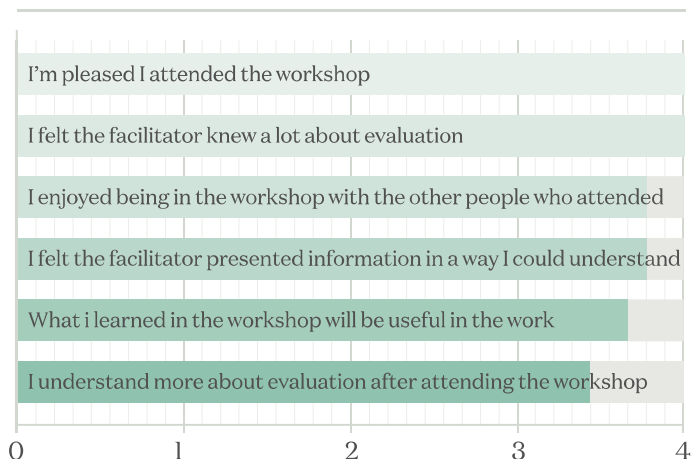 I’m pleased I attended the workshop
I felt the facilitator knew a lot about evaluation
I enjoyed being in the workshop with the other people who attended
I felt the facilitator presented information in a way I could understand
What i learned in the workshop will be useful in the work
I understand more about evaluation after attending the workshop
0 1 2 3 4